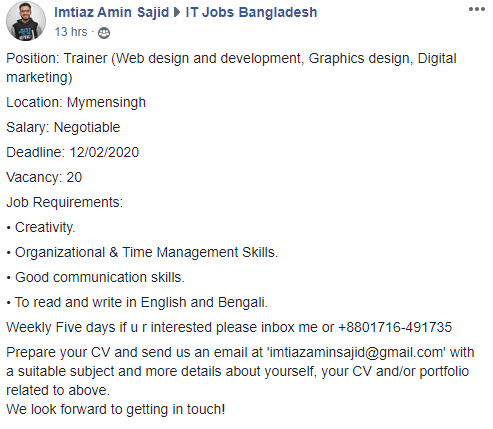 Imtiaz Amin Sajid ▸ IT Jobs Bangladesh
13 hrs ·
Position: Trainer (Web design and development, Graphics design, Digital
marketing)
Location: Mymensingh
Salary: Negotiable
Deadline: 12/02/2020
Vacancy: 20
Job Requirements:
• Creativity.
• Organizational & Time Management Skills.
• Good communication skills.
• To read and write in English and Bengali.
Weekly Five days if u r interested please inbox me or +8801716-491735
Prepare your CV and send us an email at 'imtiazaminsajid@gmail.com' with
a suitable subject and more details about yourself, your CV and/or portfolio
related to above.
We look forward to getting in touch!